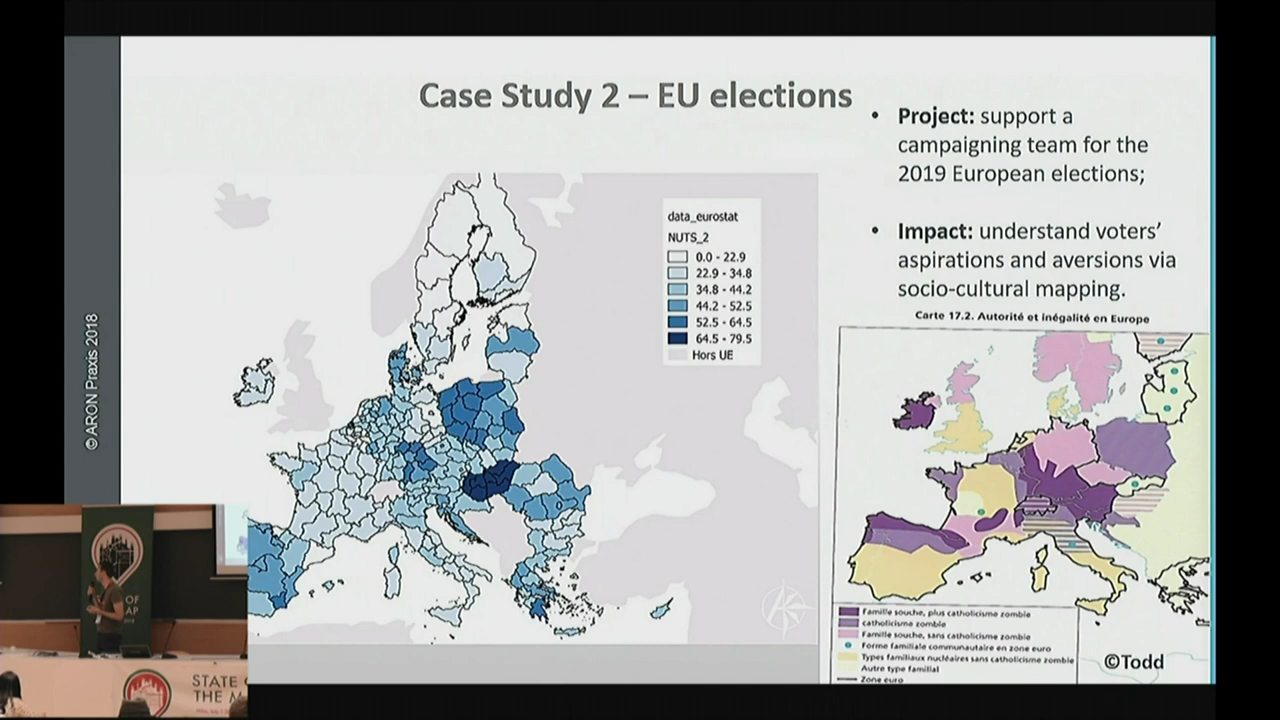 Case Study 2 – EU elections
• Project: support a
campaigning team for the
2019 European elections;
• Impact: understand voters'
aspirations and aversions via
socio-cultural mapping.
© ARON Praxis 2018
data_eurostat
NUTS_2
0.0 - 22.9
22.9 - 34.8
34.8 - 44.2
44.2 - 52.5
52.5 - 64.5
64.5 - 79.5
Hors UE
Carte 17.2. Autorité et inégalité en Europe
Famille souche, plus catholicisme zombie
catholicisme zombie
Famille souche, sans catholicisme zombie
Forme familiale communautaire en zone euro
Types familiaux nucléaires sans catholicisme zombie
Autre type familial
Zone euro
©Todd
OF
AP
STATE
THE M